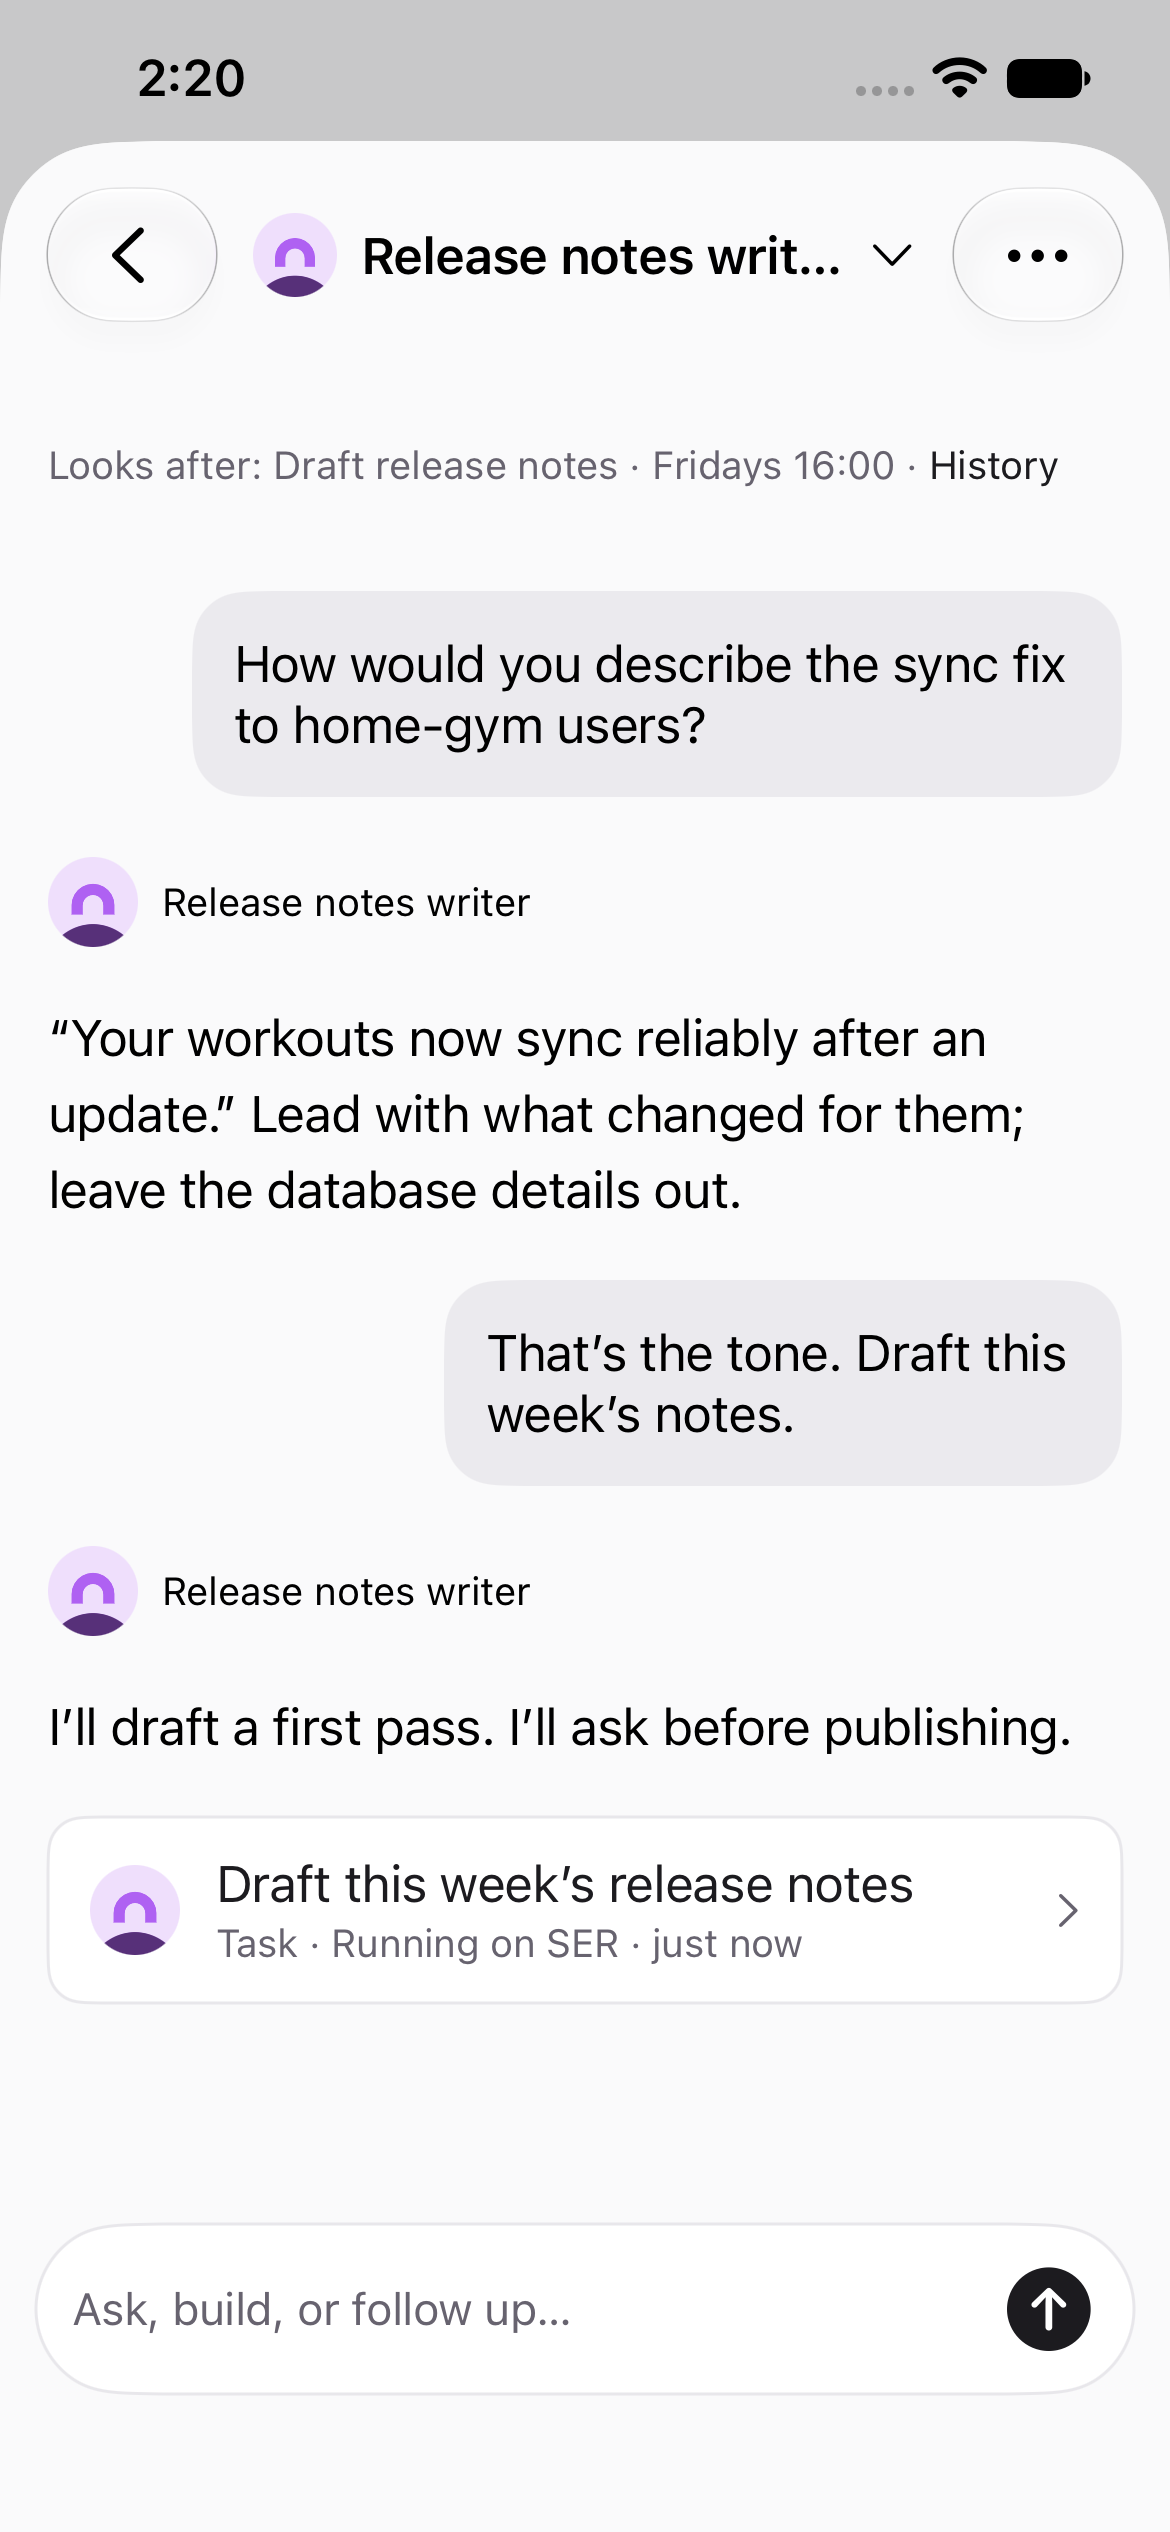 2:20
Release notes writ...
Looks after: Draft release notes · Fridays 16:00 · History
How would you describe the sync fix
to home-gym users?
Release notes writer
“Your workouts now sync reliably after an
update.” Lead with what changed for them;
leave the database details out.
That’s the tone. Draft this
week’s notes.
Release notes writer
I’ll draft a first pass. I’ll ask before publishing.
Draft this week’s release notes
Task · Running on SER · just now
Ask, build, or follow up...